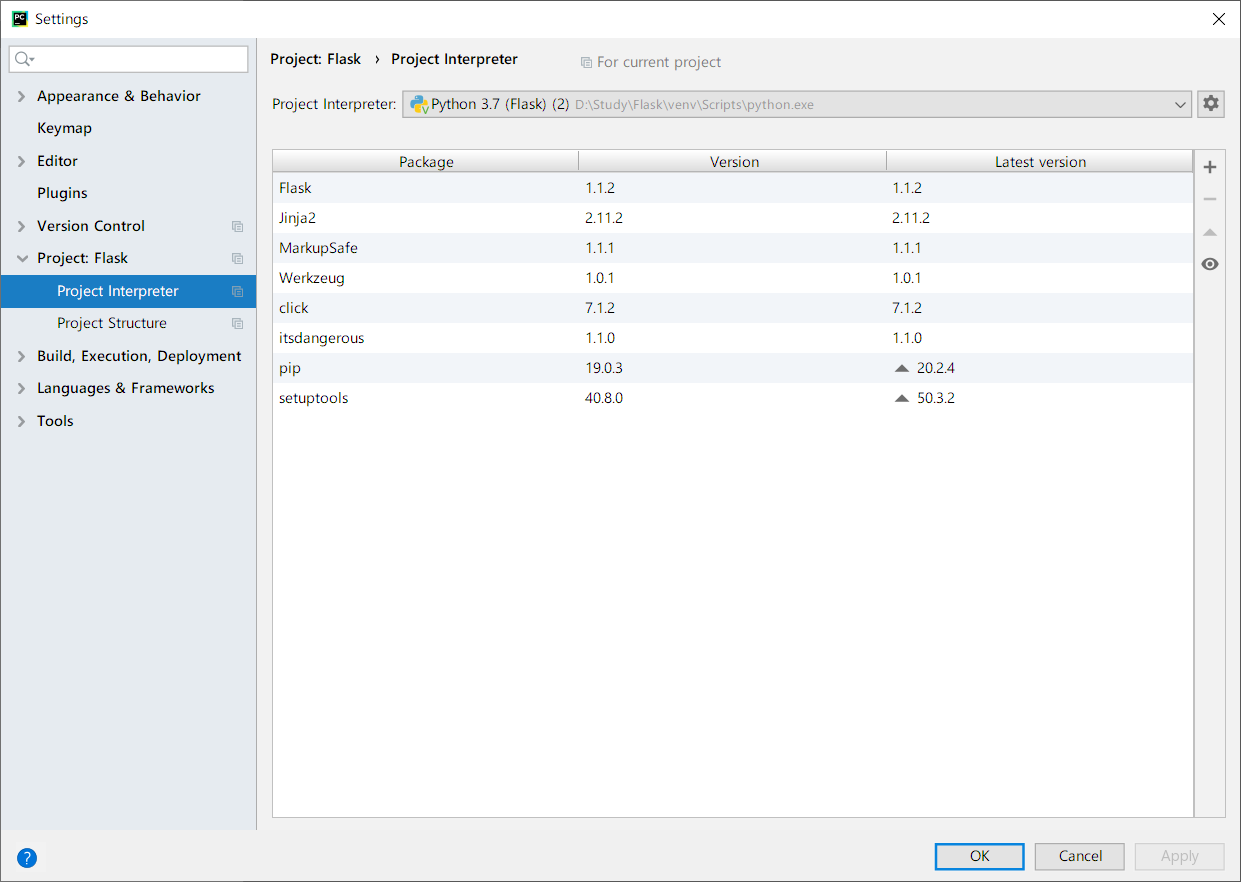 Settings
Project: Flask › Project Interpreter For current project
Appearance & Behavior
Keymap
Editor
Plugins
Version Control
Project: Flask
Project Interpreter
Project Structure
Build, Execution, Deployment
Languages & Frameworks
Tools
Project Interpreter: Python 3.7 (Flask) (2) D:\Study\Flask\venv\Scripts\python.exe
Package Version Latest version
Flask 1.1.2 1.1.2
Jinja2 2.11.2 2.11.2
MarkupSafe 1.1.1 1.1.1
Werkzeug 1.0.1 1.0.1
click 7.1.2 7.1.2
itsdangerous 1.1.0 1.1.0
pip 19.0.3 20.2.4
setuptools 40.8.0 50.3.2
? OK Cancel Apply